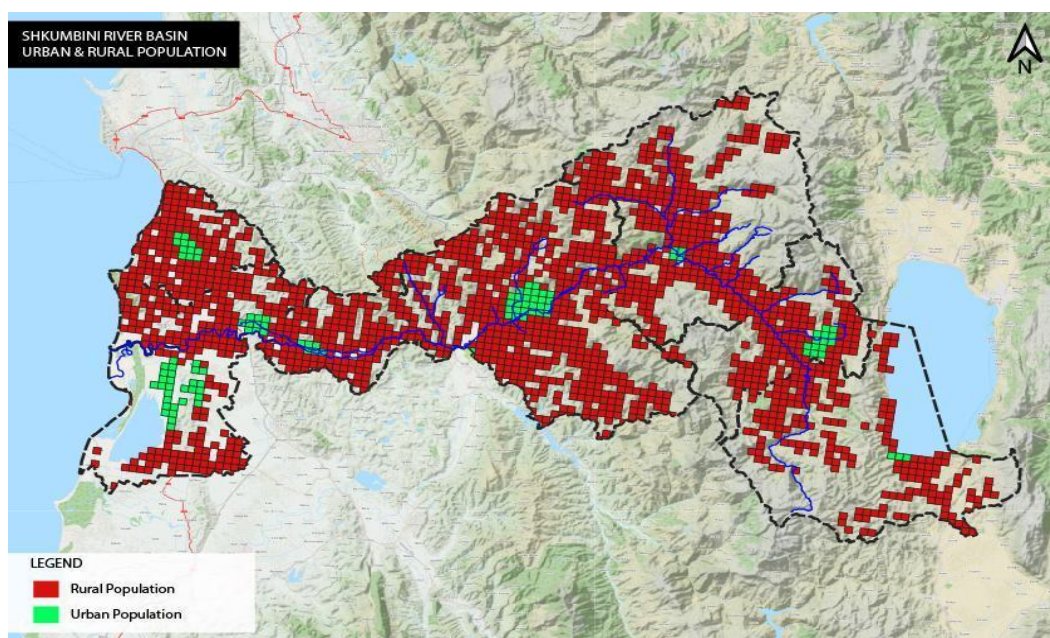 SHKUMBINI RIVER BASIN
URBAN & RURAL POPULATION
N
LEGEND
Rural Population
Urban Population